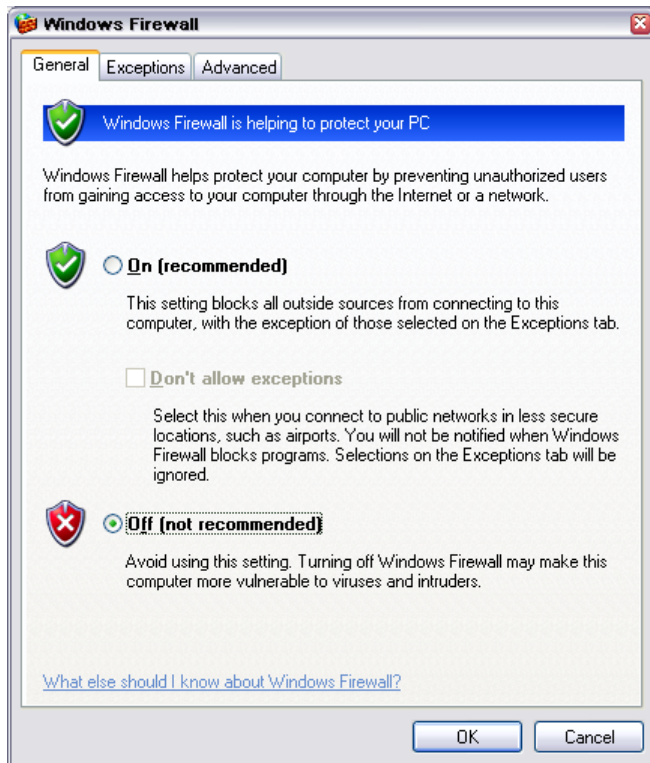 Windows Firewall
General Exceptions Advanced
Windows Firewall is helping to protect your PC
Windows Firewall helps protect your computer by preventing unauthorized users
from gaining access to your computer through the Internet or a network.
On (recommended)
This setting blocks all outside sources from connecting to this
computer, with the exception of those selected on the Exceptions tab.
Don't allow exceptions
Select this when you connect to public networks in less secure
locations, such as airports. You will not be notified when Windows
Firewall blocks programs. Selections on the Exceptions tab will be
ignored.
Off (not recommended)
Avoid using this setting. Turning off Windows Firewall may make this
computer more vulnerable to viruses and intruders.
What else should I know about Windows Firewall?
OK Cancel